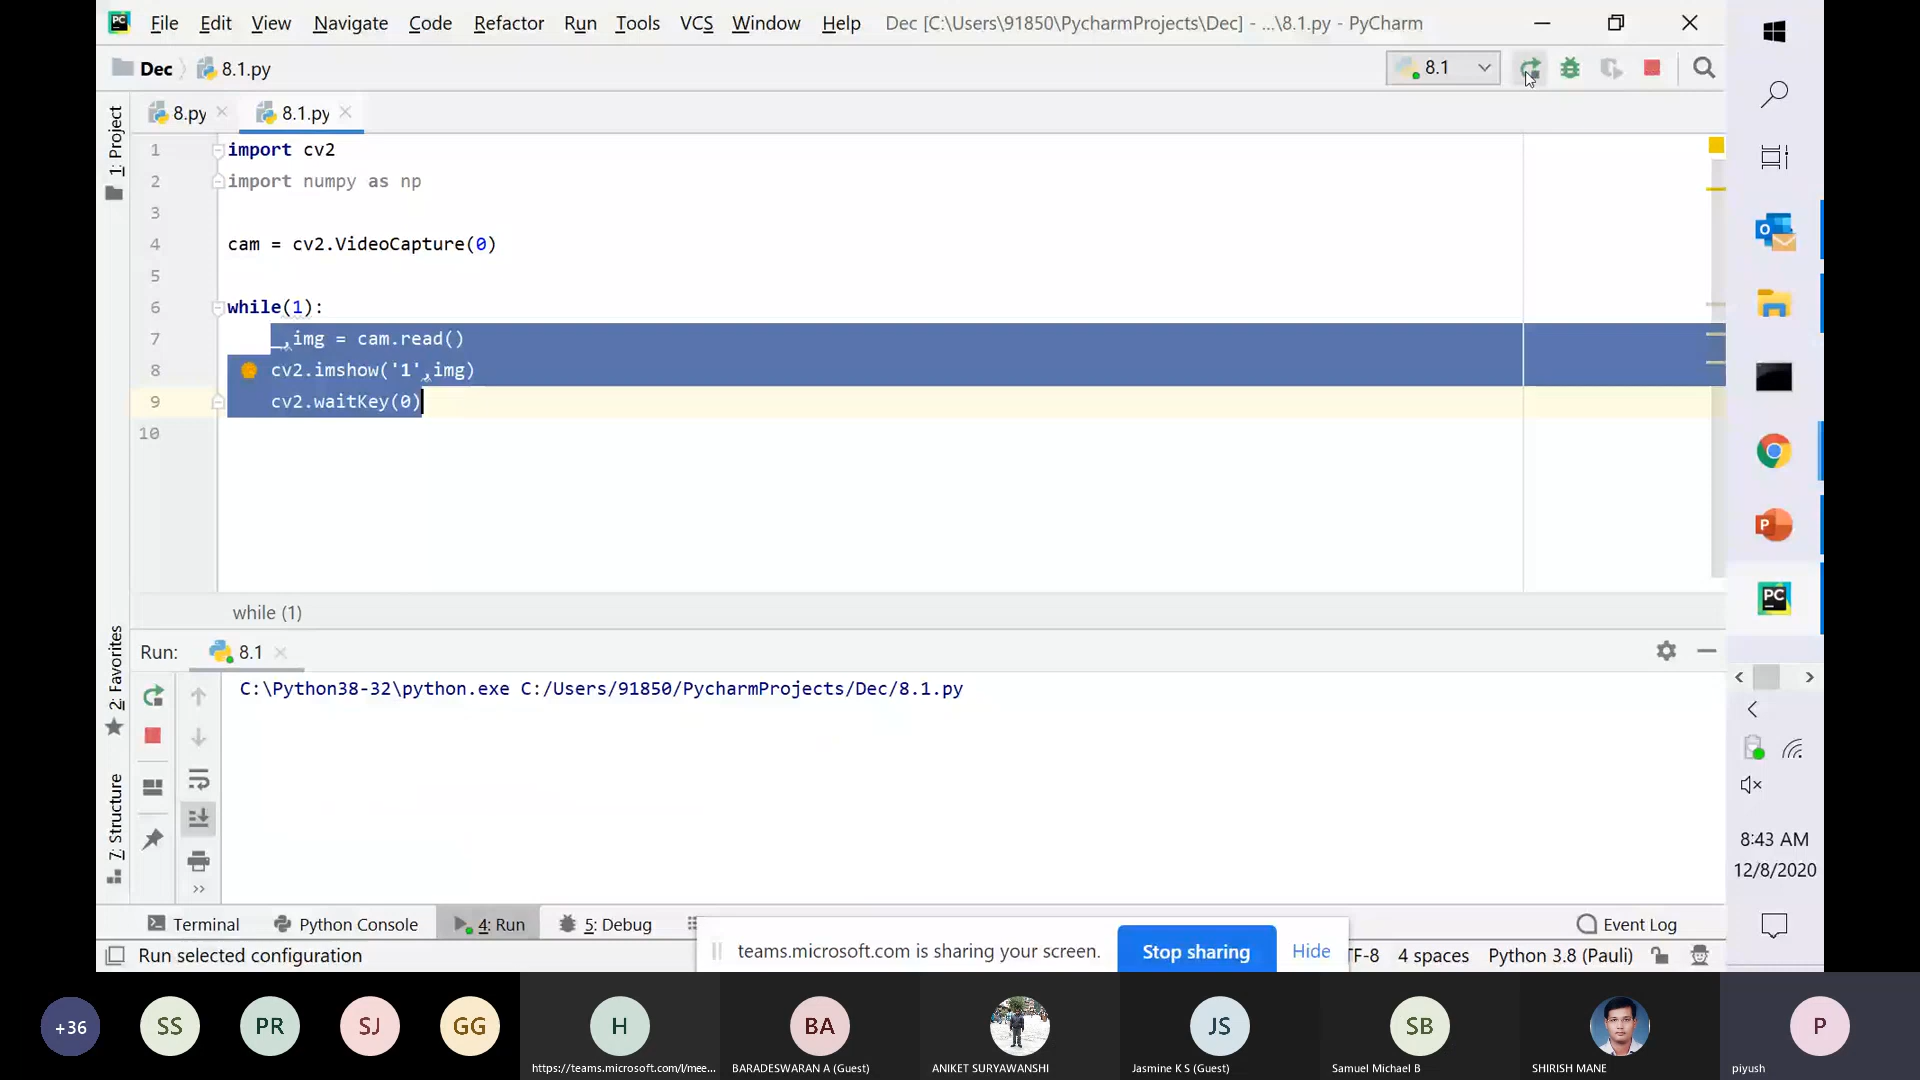 File Edit View Navigate Code Refactor Run Tools VCS Window Help Dec [C:\Users\91850\PycharmProjects\Dec] - ...\8.1.py - PyCharm
Dec 8.1.py 8.1
8.py 8.1.py
1: Project
1 import cv2
2 import numpy as np
3
4 cam = cv2.VideoCapture(0)
5
6 while(1):
7 _,img = cam.read()
8 cv2.imshow('1',img)
9 cv2.waitKey(0)
10
while (1)
2: Favorites
7: Structure
Run: 8.1
C:\Python38-32\python.exe C:/Users/91850/PycharmProjects/Dec/8.1.py
Terminal Python Console 4: Run 5: Debug Event Log
Run selected configuration
teams.microsoft.com is sharing your screen. Stop sharing Hide
TF-8 4 spaces Python 3.8 (Pauli)
8:43 AM
12/8/2020
+36 SS PR SJ GG H BA JS SB P
https://teams.microsoft.com/l/mee... BARADESWARAN A (Guest) ANIKET SURYAWANSHI Jasmine K S (Guest) Samuel Michael B SHIRISH MANE piyush